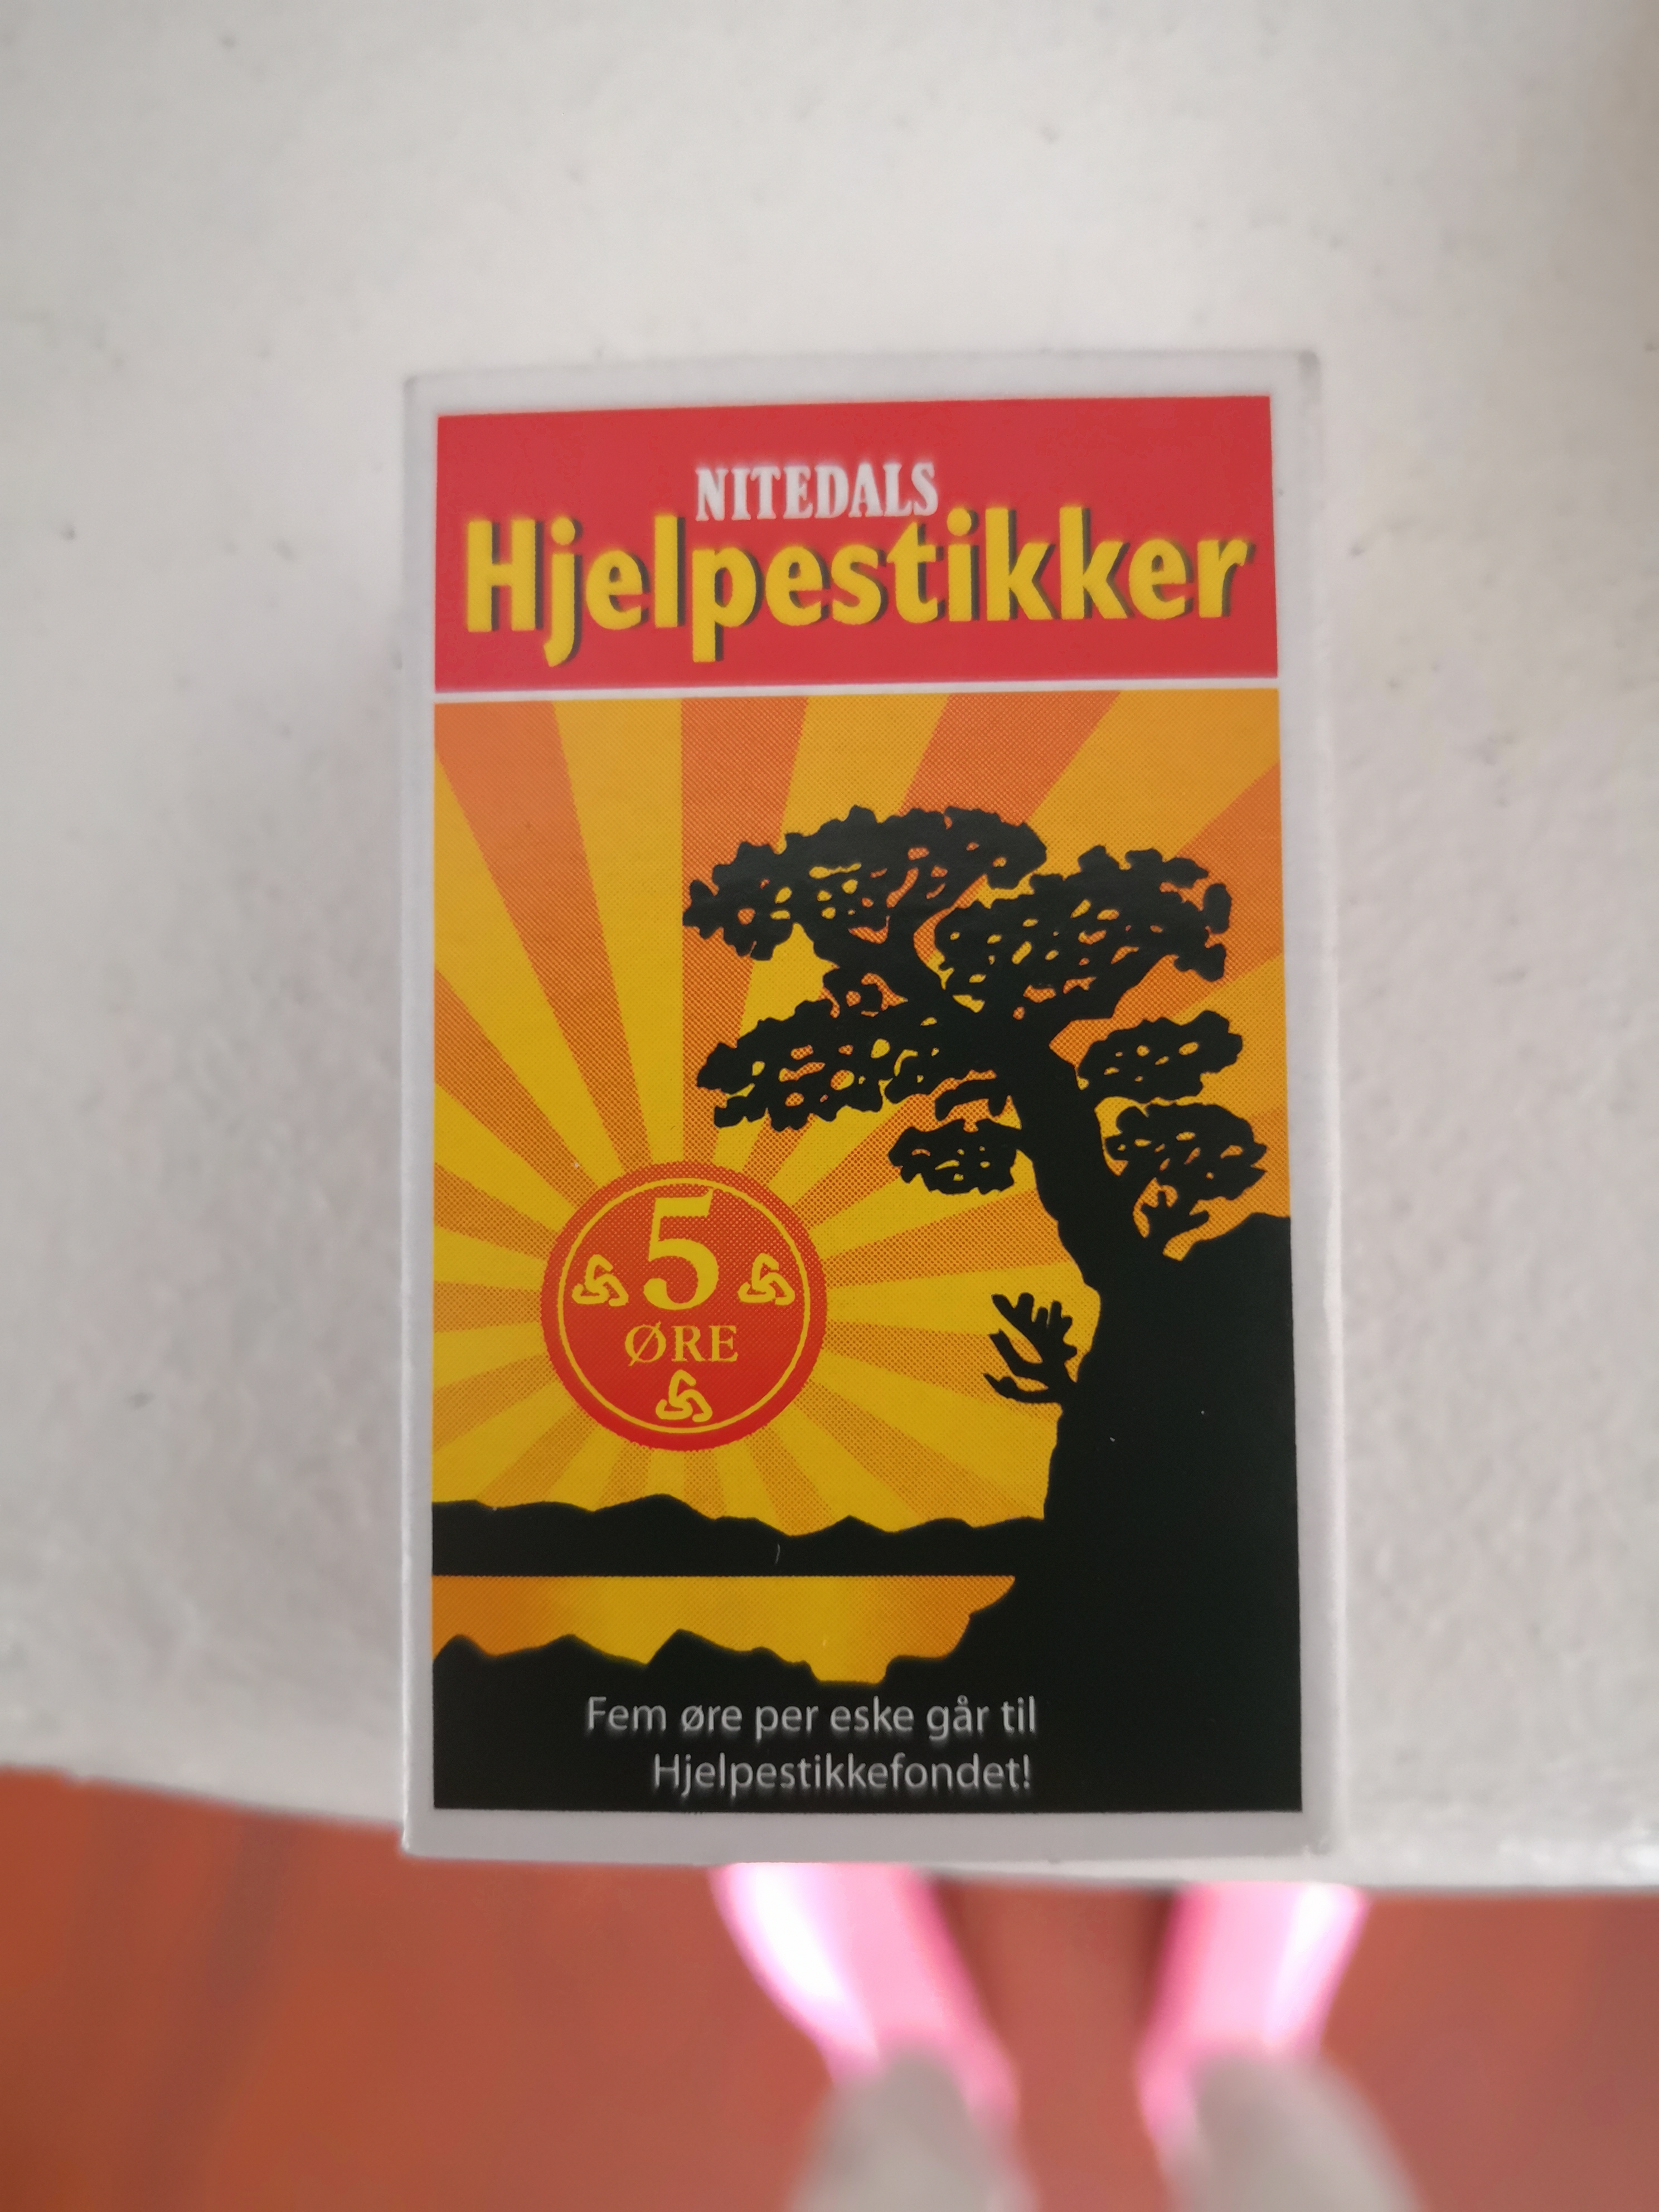 NITEDALS
Hjelpestikker
5
ØRE
Fem øre per eske går til
Hjelpestikkefondet!